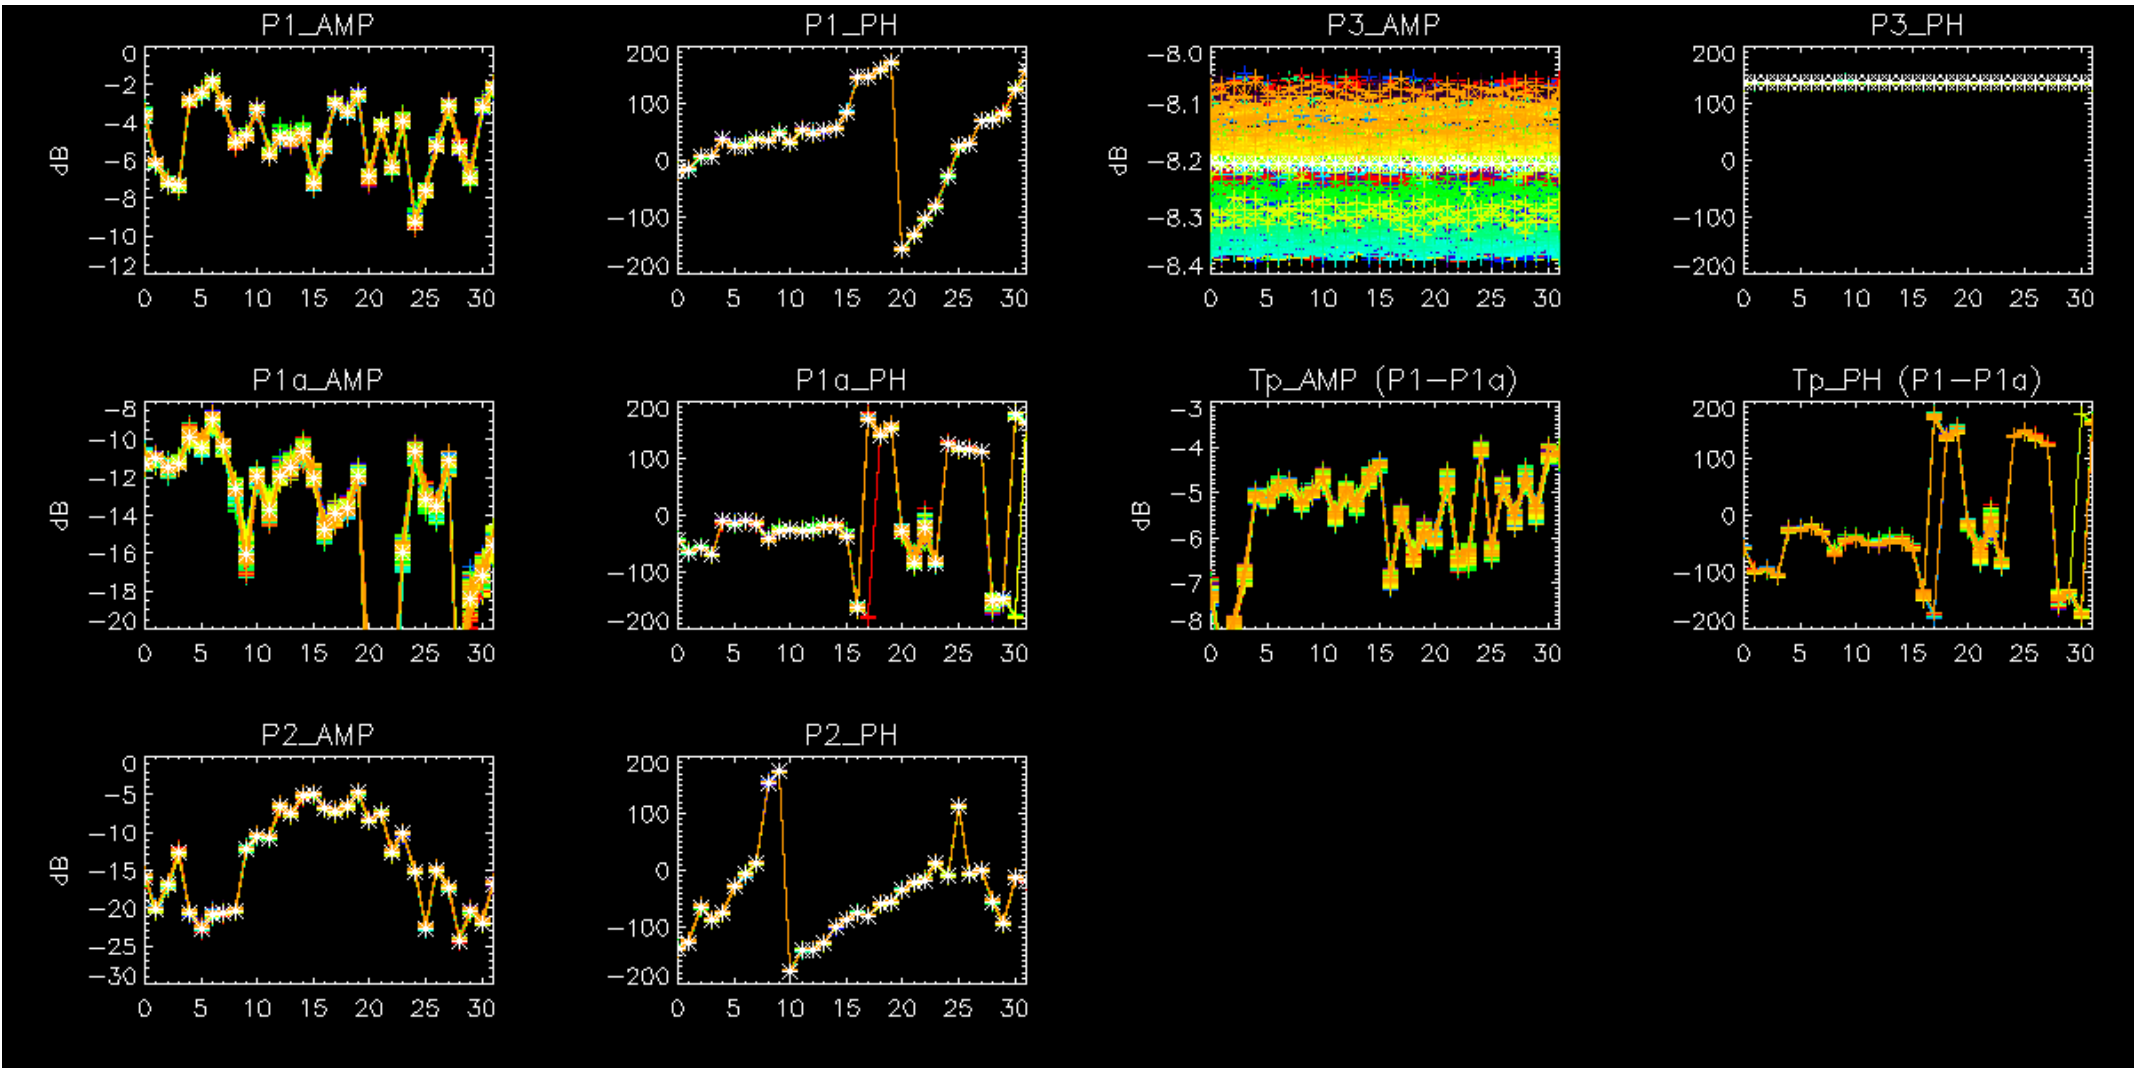 P1_AMP
dB
0
-2
-4
-6
-8
-10
-12
0 5 10 15 20 25 30
P1_PH
200
100
0
-100
-200
0 5 10 15 20 25 30
P3_AMP
dB
-8.0
-8.1
-8.2
-8.3
-8.4
0 5 10 15 20 25 30
P3_PH
200
100
0
-100
-200
0 5 10 15 20 25 30
P1a_AMP
dB
-8
-10
-12
-14
-16
-18
-20
0 5 10 15 20 25 30
P1a_PH
200
100
0
-100
-200
0 5 10 15 20 25 30
Tp_AMP (P1-P1a)
dB
-3
-4
-5
-6
-7
-8
0 5 10 15 20 25 30
Tp_PH (P1-P1a)
200
100
0
-100
-200
0 5 10 15 20 25 30
P2_AMP
dB
0
-5
-10
-15
-20
-25
-30
0 5 10 15 20 25 30
P2_PH
200
100
0
-100
-200
0 5 10 15 20 25 30